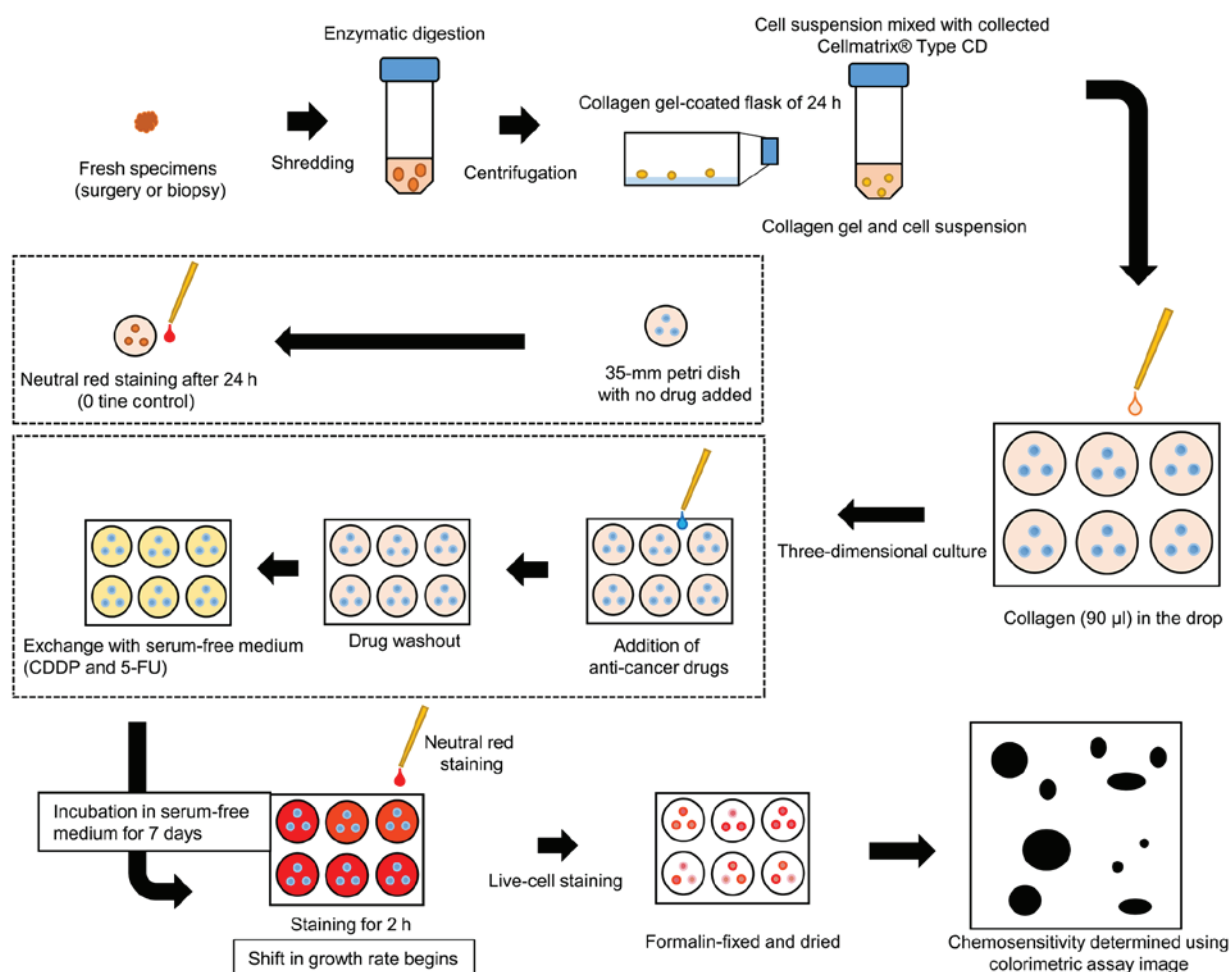 Enzymatic digestion
Cell suspension mixed with collected
Cellmatrix® Type CD
Collagen gel-coated flask of 24 h
Fresh specimens
(surgery or biopsy)
Shredding
Centrifugation
Collagen gel and cell suspension
Neutral red staining after 24 h
(0 tine control)
35-mm petri dish
with no drug added
Three-dimensional culture
Collagen (90 µl) in the drop
Exchange with serum-free medium
(CDDP and 5-FU)
Drug washout
Addition of
anti-cancer drugs
Neutral red
staining
Incubation in serum-free
medium for 7 days
Live-cell staining
Staining for 2 h
Shift in growth rate begins
Formalin-fixed and dried
Chemosensitivity determined using
colorimetric assay image